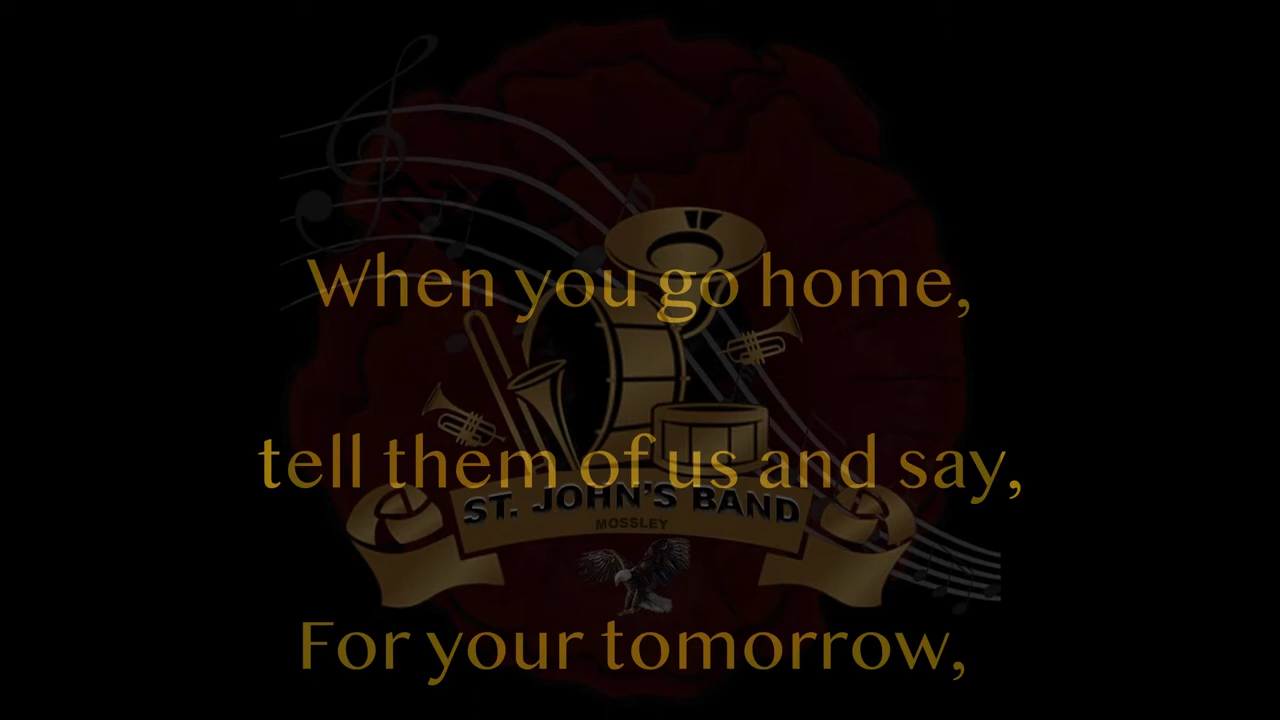 When you go home,
tell them of us and say,
ST. JOHN'S BAND
MOSSLEY
For your tomorrow,